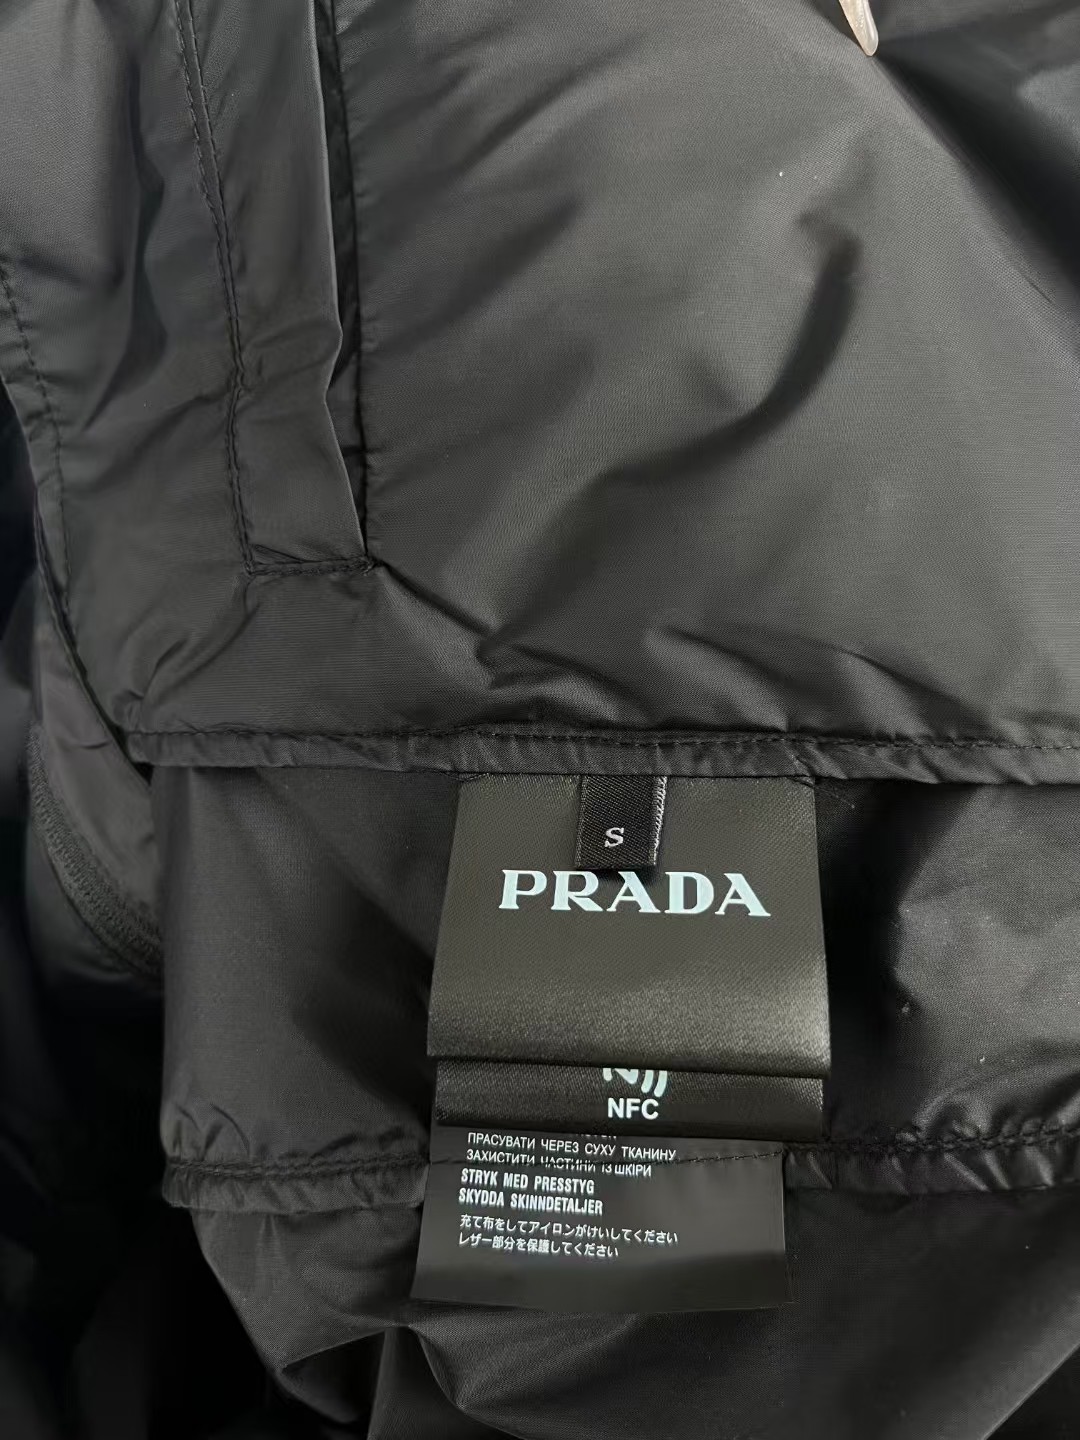 S
PRADA
NFC
ПРАСУВАТИ ЧЕРЕЗ СУХУ ТКАНИНУ
ЗАХИСТИТИ ЧАСТИНИ ІЗ ШКІРИ
STRYK MED PRESSTYG
SKYDDA SKINNDETALJER
充て布をしてアイロンがけいしてください
レザー部分を保護してください